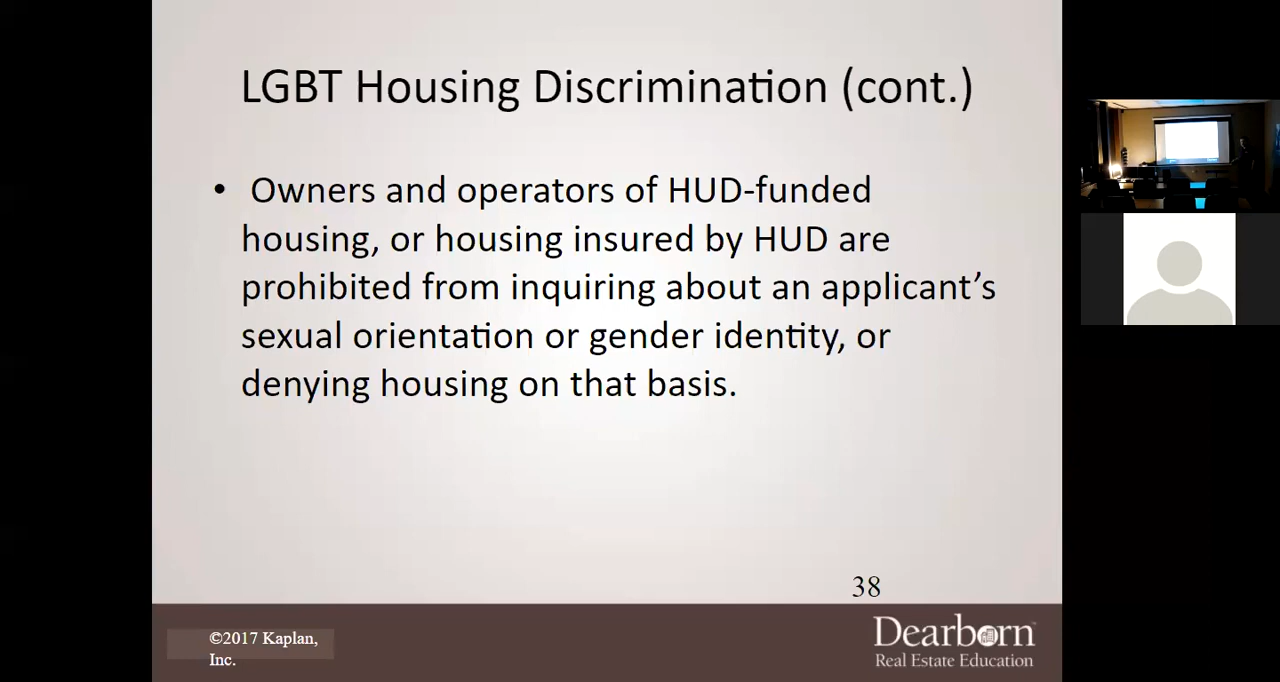 LGBT Housing Discrimination (cont.)
• Owners and operators of HUD-funded
housing, or housing insured by HUD are
prohibited from inquiring about an applicant’s
sexual orientation or gender identity, or
denying housing on that basis.
38
©2017 Kaplan,
Inc.
Dearborn™
Real Estate Education